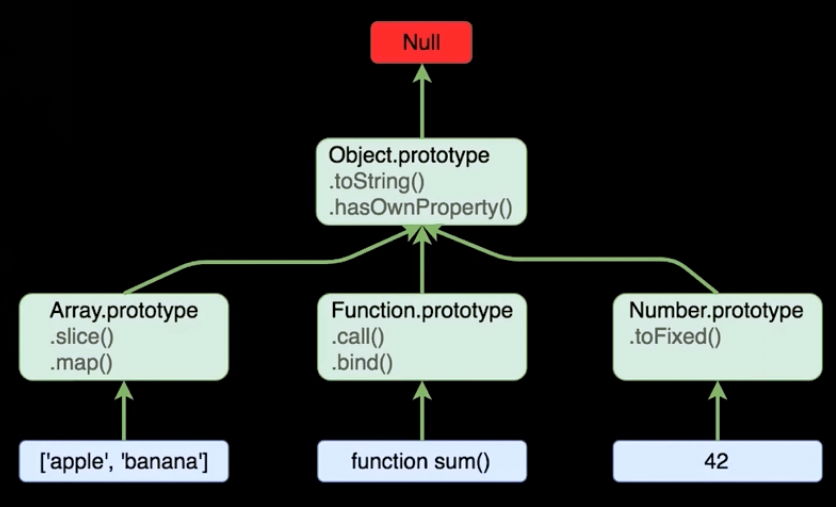 Null
Object.prototype
.toString()
.hasOwnProperty()
Array.prototype
.slice()
.map()
Function.prototype
.call()
.bind()
Number.prototype
.toFixed()
['apple', 'banana']
function sum()
42